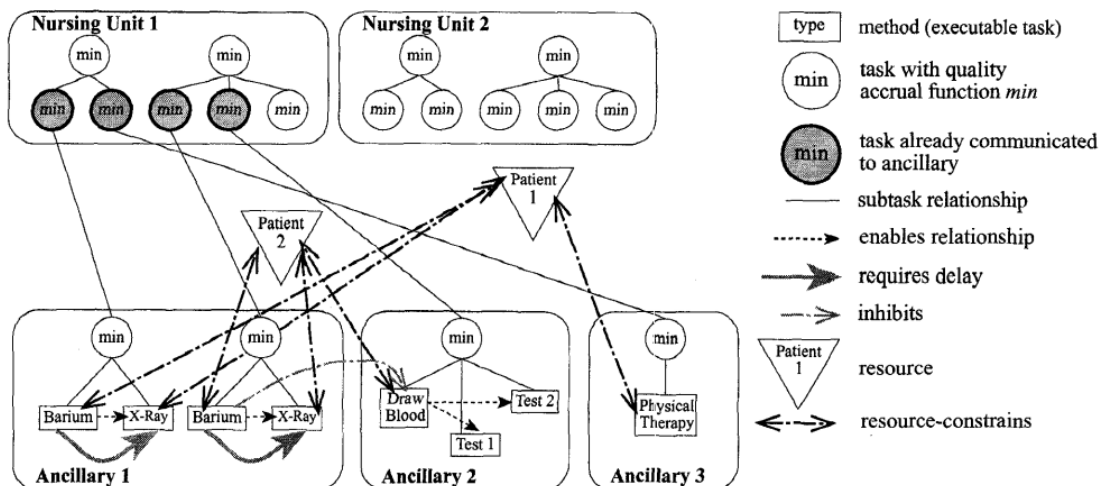 Nursing Unit 1
min
min
min
min
min
min
min
Nursing Unit 2
min
min
min
min
min
min
min
Patient
1
Patient
2
min
min
min
min
Barium
X-Ray
Barium
X-Ray
Draw
Blood
Test 2
Test 1
Physical
Therapy
Ancillary 1
Ancillary 2
Ancillary 3
type
method (executable task)
min
task with quality
accrual function min
min
task already communicated
to ancillary
subtask relationship
enables relationship
requires delay
inhibits
Patient
1
resource
resource-constrains